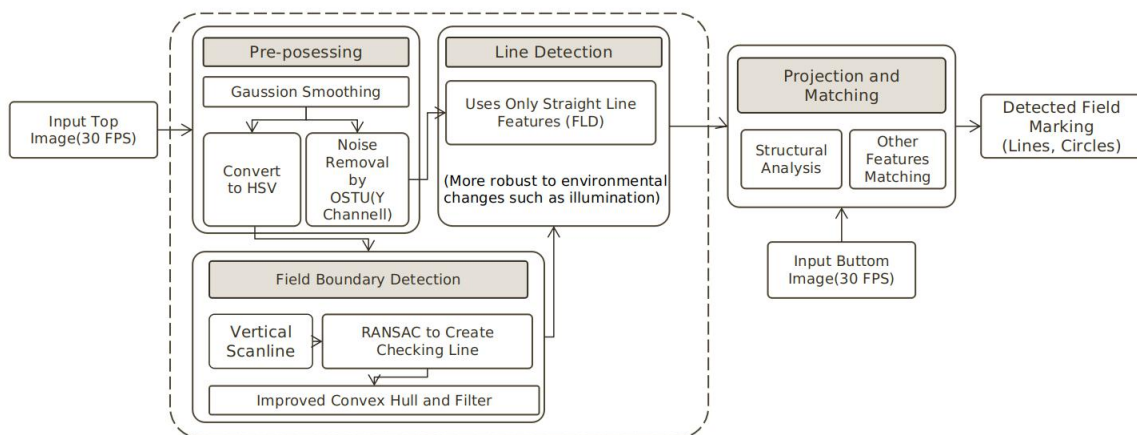 Input Top
Image(30 FPS)
Pre-posessing
Gaussion Smoothing
Convert
to HSV
Noise
Removal
by
OSTU(Y
Channell)
Line Detection
Uses Only Straight Line
Features (FLD)
(More robust to environmental
changes such as illumination)
Field Boundary Detection
Vertical
Scanline
RANSAC to Create
Checking Line
Improved Convex Hull and Filter
Projection and
Matching
Structural
Analysis
Other
Features
Matching
Input Buttom
Image(30 FPS)
Detected Field
Marking
(Lines, Circles)